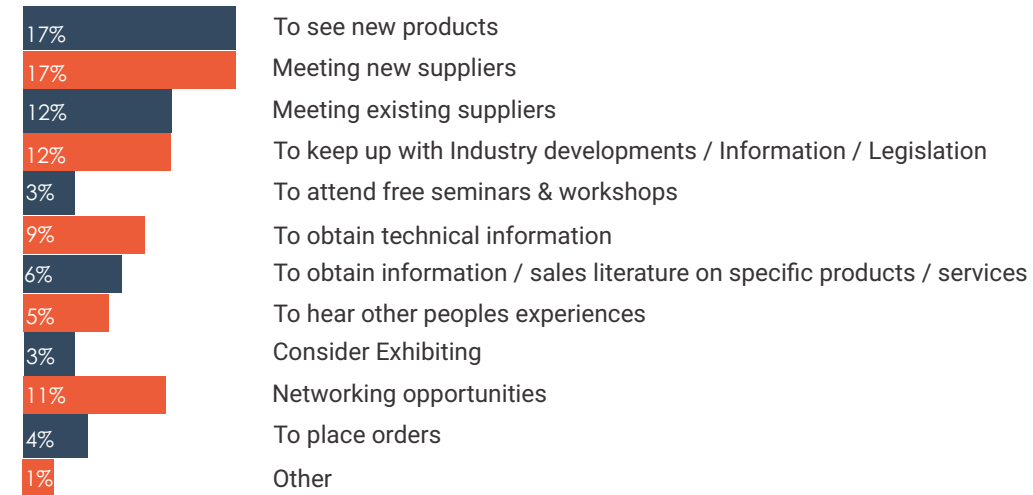 17% To see new products
17% Meeting new suppliers
12% Meeting existing suppliers
12% To keep up with Industry developments / Information / Legislation
3% To attend free seminars & workshops
9% To obtain technical information
6% To obtain information / sales literature on specific products / services
5% To hear other peoples experiences
3% Consider Exhibiting
11% Networking opportunities
4% To place orders
1% Other